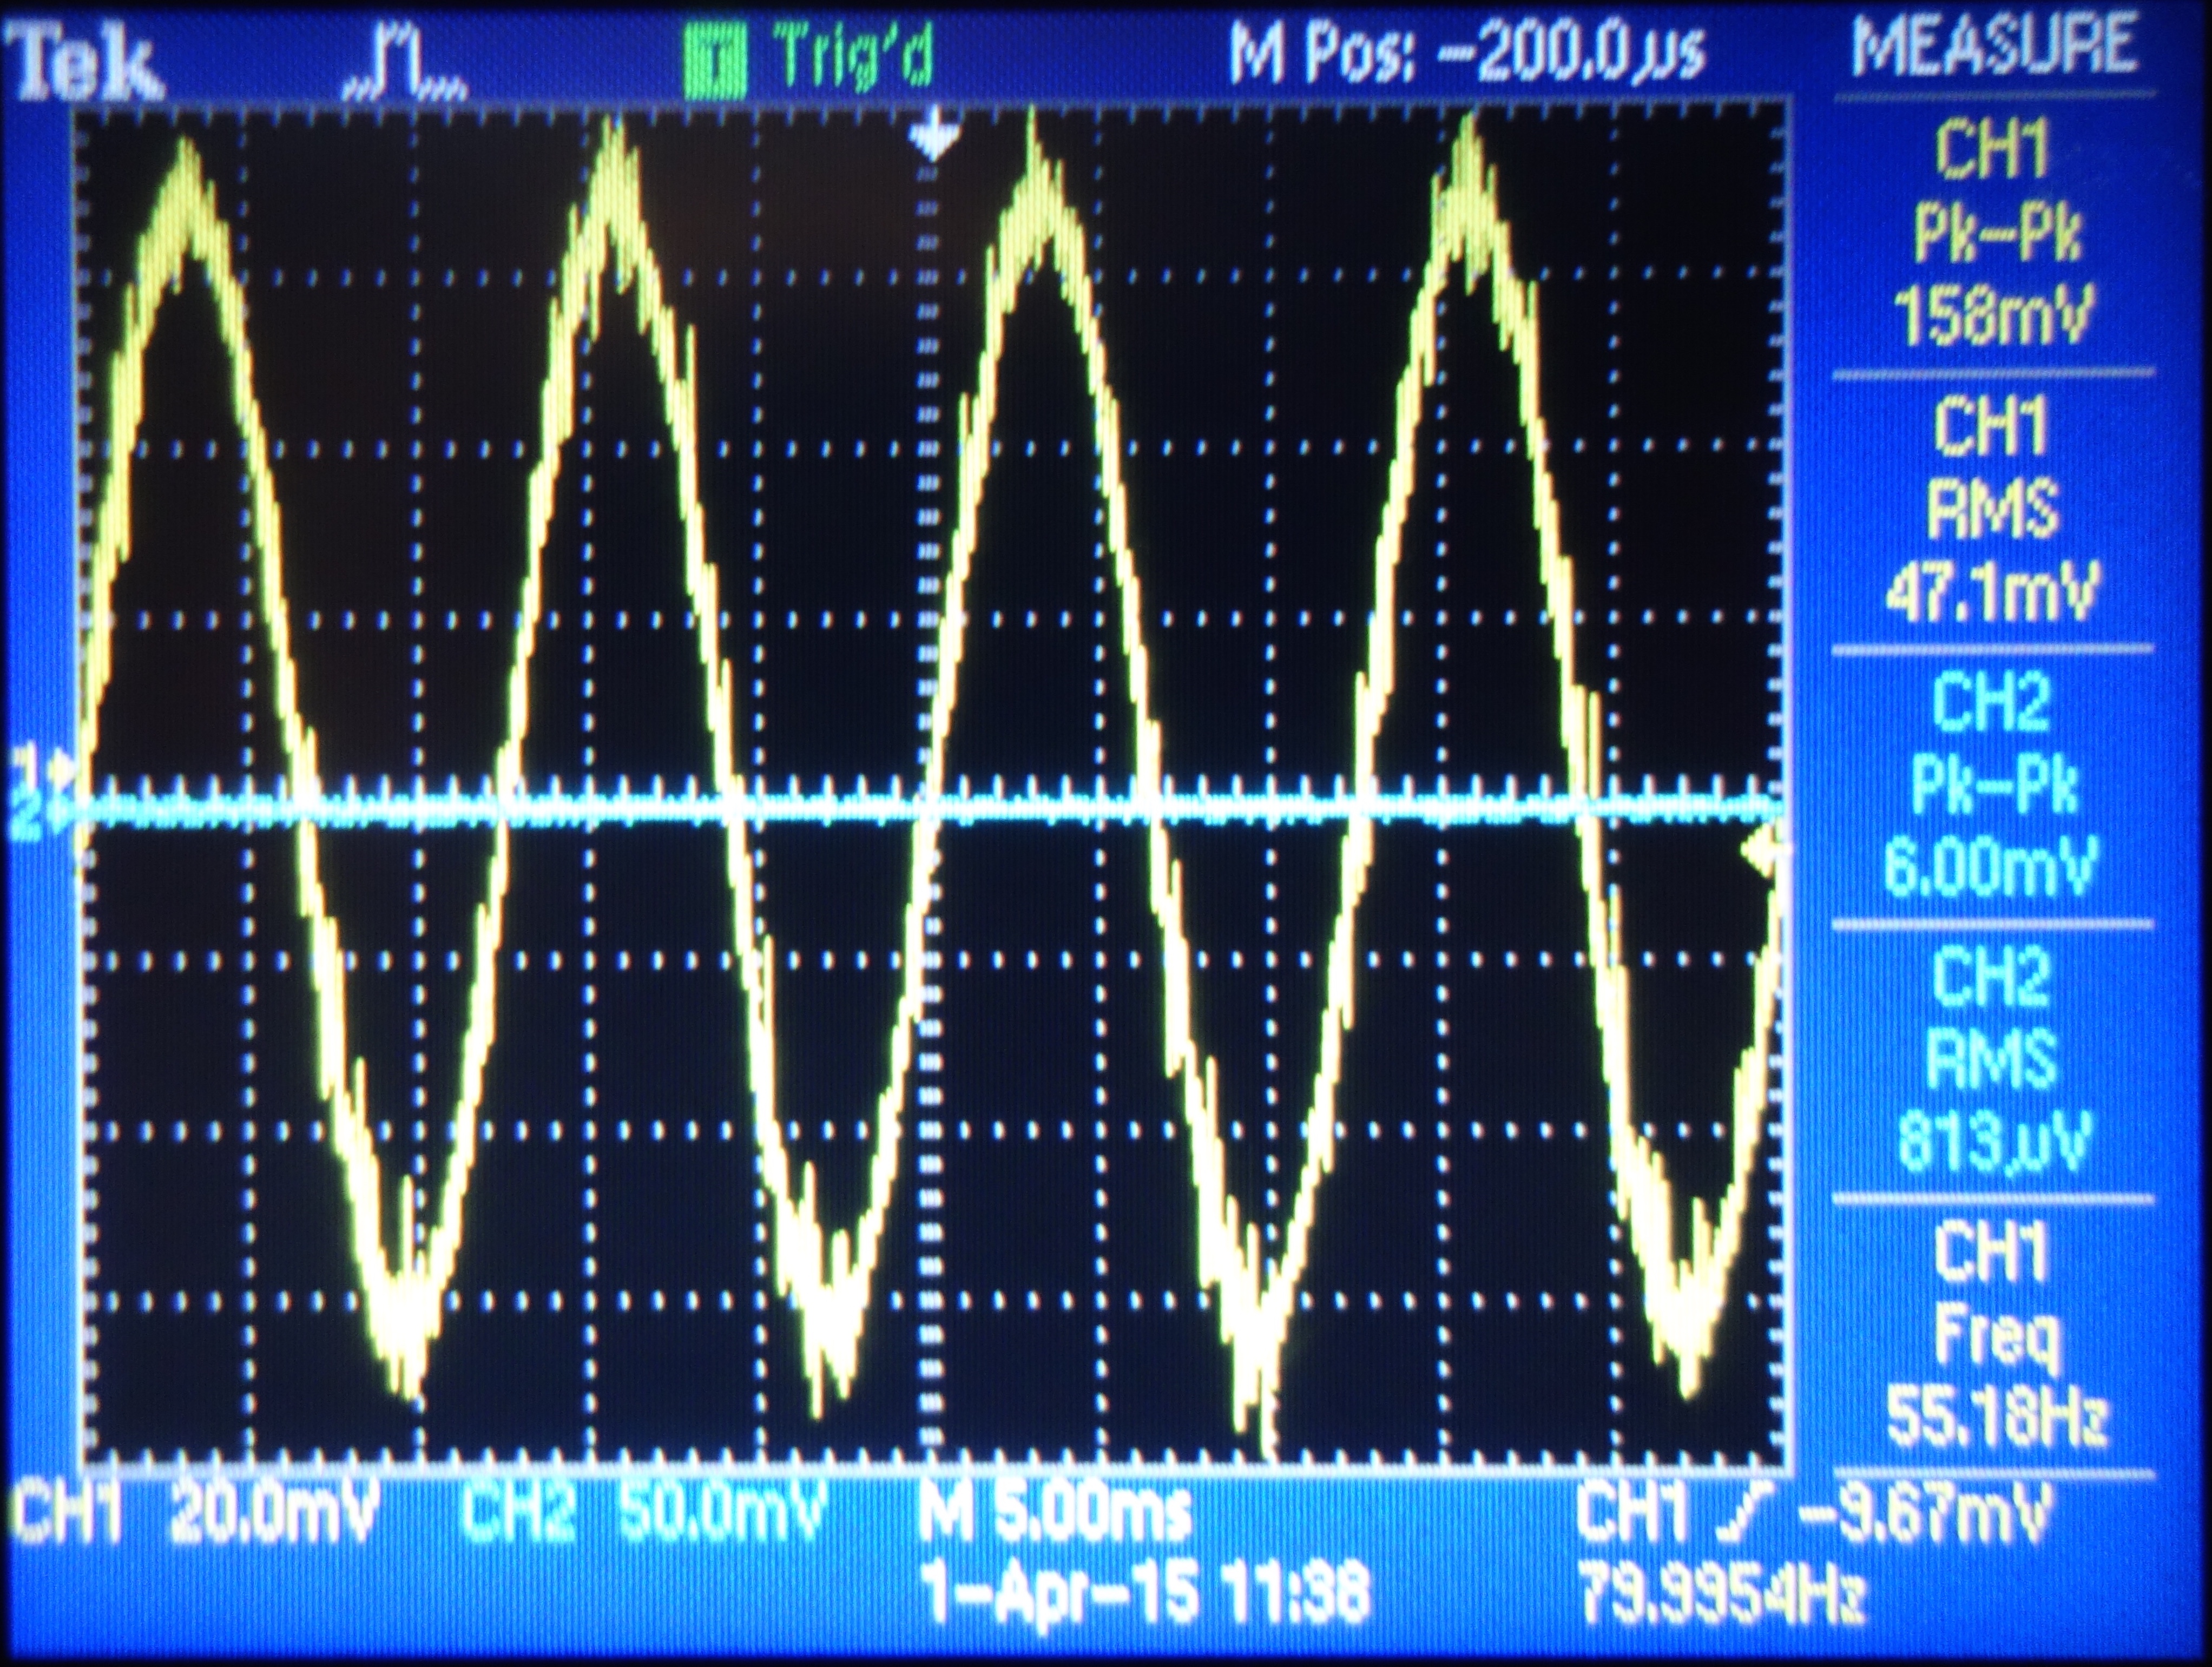 Tek Trig'd M Pos: -200.0µs MEASURE
CH1
Pk-Pk
158mV
CH1
RMS
47.1mV
1
2
CH2
Pk-Pk
6.00mV
CH2
RMS
813µV
CH1
Freq
55.18Hz
CH1 20.0mV CH2 50.0mV M 5.00ms CH1 -9.67mV
1-Apr-15 11:38 79.9954Hz